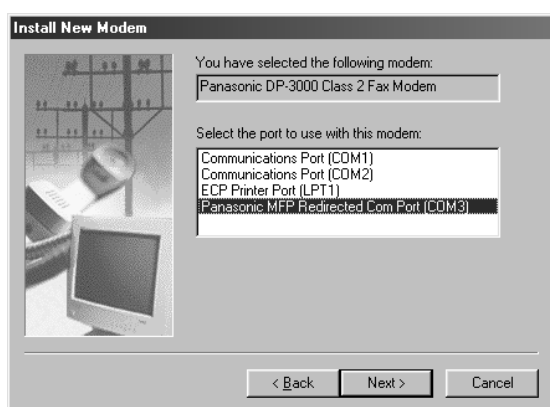 Install New Modem
You have selected the following modem:
Panasonic DP-3000 Class 2 Fax Modem
Select the port to use with this modem:
Communications Port (COM1)
Communications Port (COM2)
ECP Printer Port (LPT1)
Panasonic MFP Redirected Com Port (COM3)
< Back
Next >
Cancel